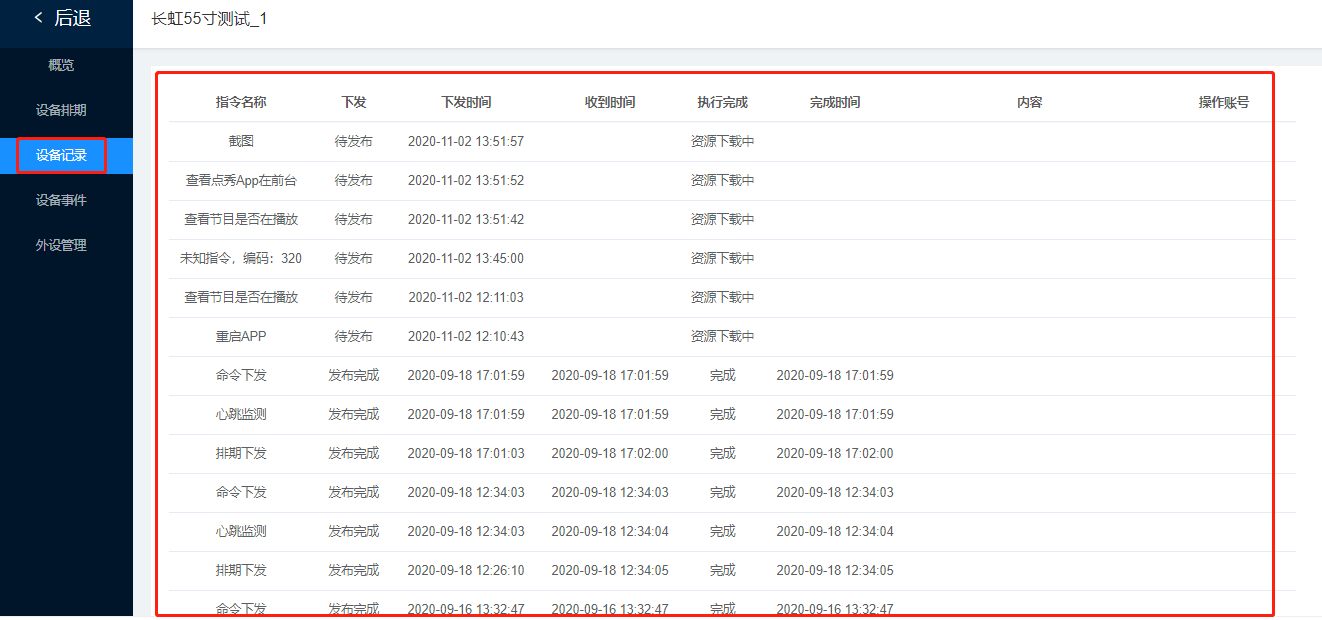 < 后退
长虹55寸测试_1
概览
设备排期
设备记录
设备事件
外设管理
指令名称 下发 下发时间 收到时间 执行完成 完成时间 内容 操作账号
截图 待发布 2020-11-02 13:51:57 资源下载中
查看点秀App在前台 待发布 2020-11-02 13:51:52 资源下载中
查看节目是否在播放 待发布 2020-11-02 13:51:42 资源下载中
未知指令，编码：320 待发布 2020-11-02 13:45:00 资源下载中
查看节目是否在播放 待发布 2020-11-02 12:11:03 资源下载中
重启APP 待发布 2020-11-02 12:10:43 资源下载中
命令下发 发布完成 2020-09-18 17:01:59 2020-09-18 17:01:59 完成 2020-09-18 17:01:59
心跳监测 发布完成 2020-09-18 17:01:59 2020-09-18 17:01:59 完成 2020-09-18 17:01:59
排期下发 发布完成 2020-09-18 17:01:03 2020-09-18 17:02:00 完成 2020-09-18 17:02:00
命令下发 发布完成 2020-09-18 12:34:03 2020-09-18 12:34:03 完成 2020-09-18 12:34:03
心跳监测 发布完成 2020-09-18 12:34:03 2020-09-18 12:34:04 完成 2020-09-18 12:34:04
排期下发 发布完成 2020-09-18 12:26:10 2020-09-18 12:34:05 完成 2020-09-18 12:34:05
命令下发 发布完成 2020-09-16 13:32:47 2020-09-16 13:32:47 完成 2020-09-16 13:32:47